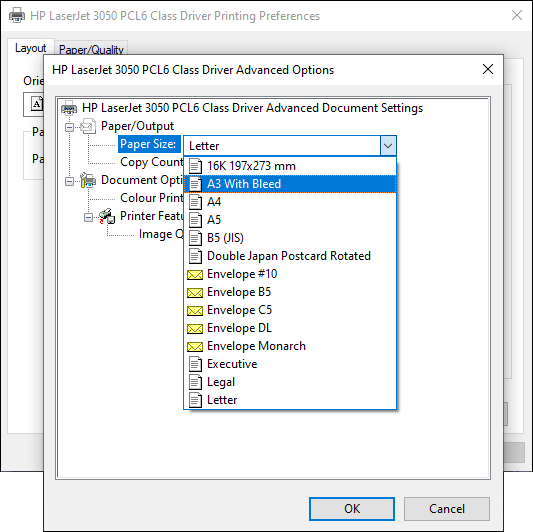 HP LaserJet 3050 PCL6 Class Driver Printing Preferences
Layout
Paper/Quality
Orie
A
Pa
Pa
HP LaserJet 3050 PCL6 Class Driver Advanced Options
HP LaserJet 3050 PCL6 Class Driver Advanced Document Settings
Paper/Output
Paper Size: Letter
Copy Count
Document Opti
Colour Print
Printer Featu
Image Q
16K 197x273 mm
A3 With Bleed
A4
A5
B5 (JIS)
Double Japan Postcard Rotated
Envelope #10
Envelope B5
Envelope C5
Envelope DL
Envelope Monarch
Executive
Legal
Letter
OK
Cancel